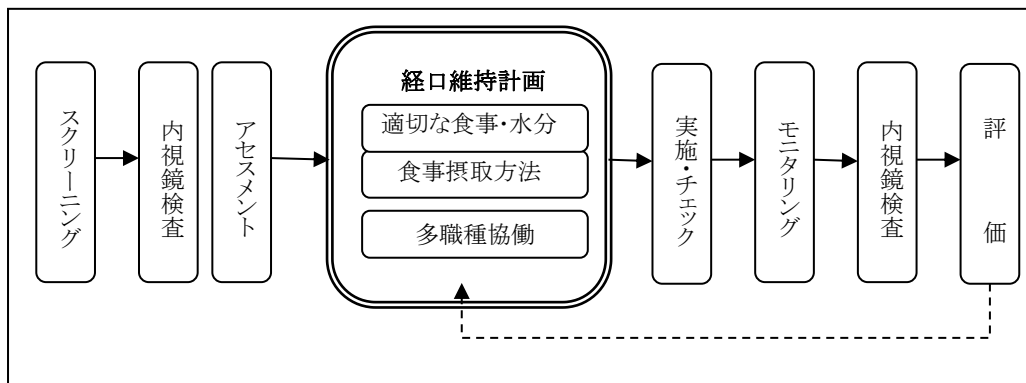 スクリーニング
内視鏡検査
アセスメント
経口維持計画
適切な食事・水分
食事摂取方法
多職種協働
実施・チェック
モニタリング
内視鏡検査
評価